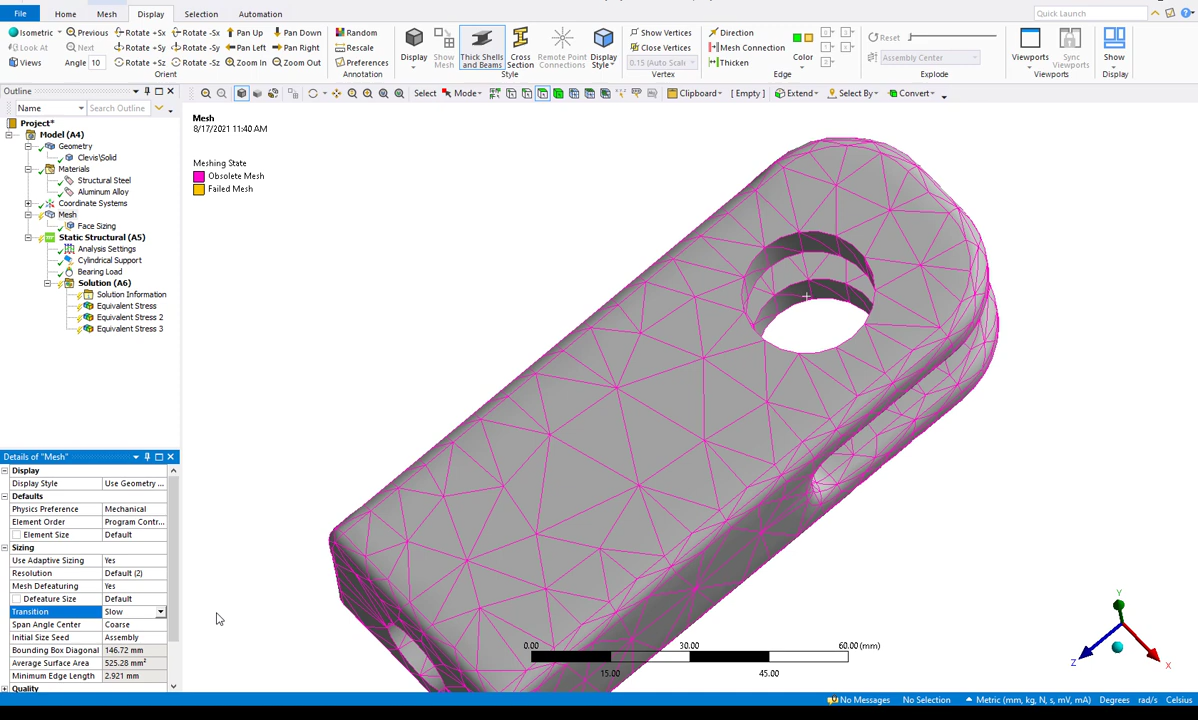 File Home Mesh Display Selection Automation Quick Launch
Isometric Previous Rotate +Sx Rotate -Sx Pan Up Pan Down Random Show Vertices Direction Reset
Look At Next Rotate +Sy Rotate -Sy Pan Left Pan Right Rescale Close Vertices Mesh Connection Assembly Center
Views Angle 10 Rotate +Sz Rotate -Sz Zoom In Zoom Out Preferences 0.15 (Auto Scal Thicken
Display Show Mesh Thick Shells and Beams Cross Section Remote Point Connections Display Style Color Viewports Sync Viewports Show
Orient Annotation Style Vertex Edge Explode Viewports Display
Select Mode Clipboard [ Empty ] Extend Select By Convert
Outline
Name Search Outline
Project*
Model (A4)
Geometry
Clevis\Solid
Materials
Structural Steel
Aluminum Alloy
Coordinate Systems
Mesh
Face Sizing
Static Structural (A5)
Analysis Settings
Cylindrical Support
Bearing Load
Solution (A6)
Solution Information
Equivalent Stress
Equivalent Stress 2
Equivalent Stress 3
Mesh
8/17/2021 11:40 AM
Meshing State
Obsolete Mesh
Failed Mesh
Details of "Mesh"
Display
Display Style Use Geometry ...
Defaults
Physics Preference Mechanical
Element Order Program Contr...
Element Size Default
Sizing
Use Adaptive Sizing Yes
Resolution Default (2)
Mesh Defeaturing Yes
Defeature Size Default
Transition Slow
Span Angle Center Coarse
Initial Size Seed Assembly
Bounding Box Diagonal 146.72 mm
Average Surface Area 525.28 mm²
Minimum Edge Length 2.921 mm
Quality
0.00 30.00 60.00 (mm)
15.00 45.00
Y
Z X
No Messages No Selection Metric (mm, kg, N, s, mV, mA) Degrees rad/s Celsius